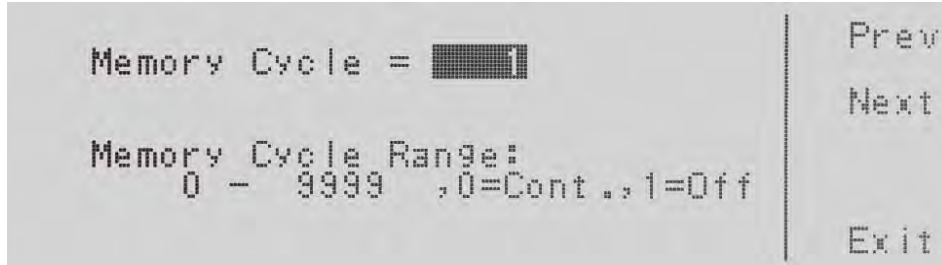 Memory Cycle = 1
Memory Cycle Range:
0 - 9999 ,0=Cont.,1=Off
Prev
Next
Exit